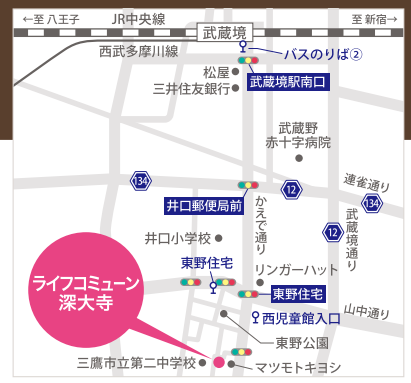 ←至 八王子
JR中央線
武蔵境
至 新宿→
西武多摩川線
バスのりば②
松屋
三井住友銀行
武蔵境駅南口
武蔵野
赤十字病院
134
12
連雀通り
134
井口郵便局前
かえで通り
12
武蔵境通り
井口小学校
東野住宅
リンガーハット
ライフコミューン
深大寺
東野住宅
山中通り
西児童館入口
東野公園
三鷹市立第二中学校
マツモトキヨシ